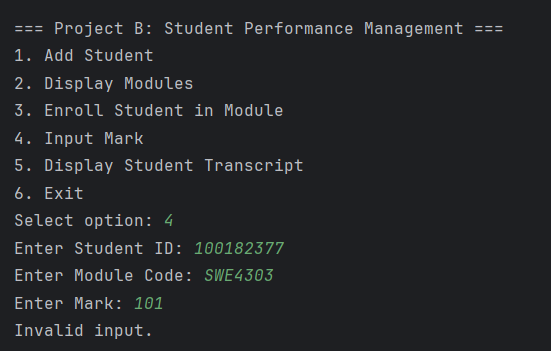 === Project B: Student Performance Management ===
1. Add Student
2. Display Modules
3. Enroll Student in Module
4. Input Mark
5. Display Student Transcript
6. Exit
Select option: 4
Enter Student ID: 100182377
Enter Module Code: SWE4303
Enter Mark: 101
Invalid input.